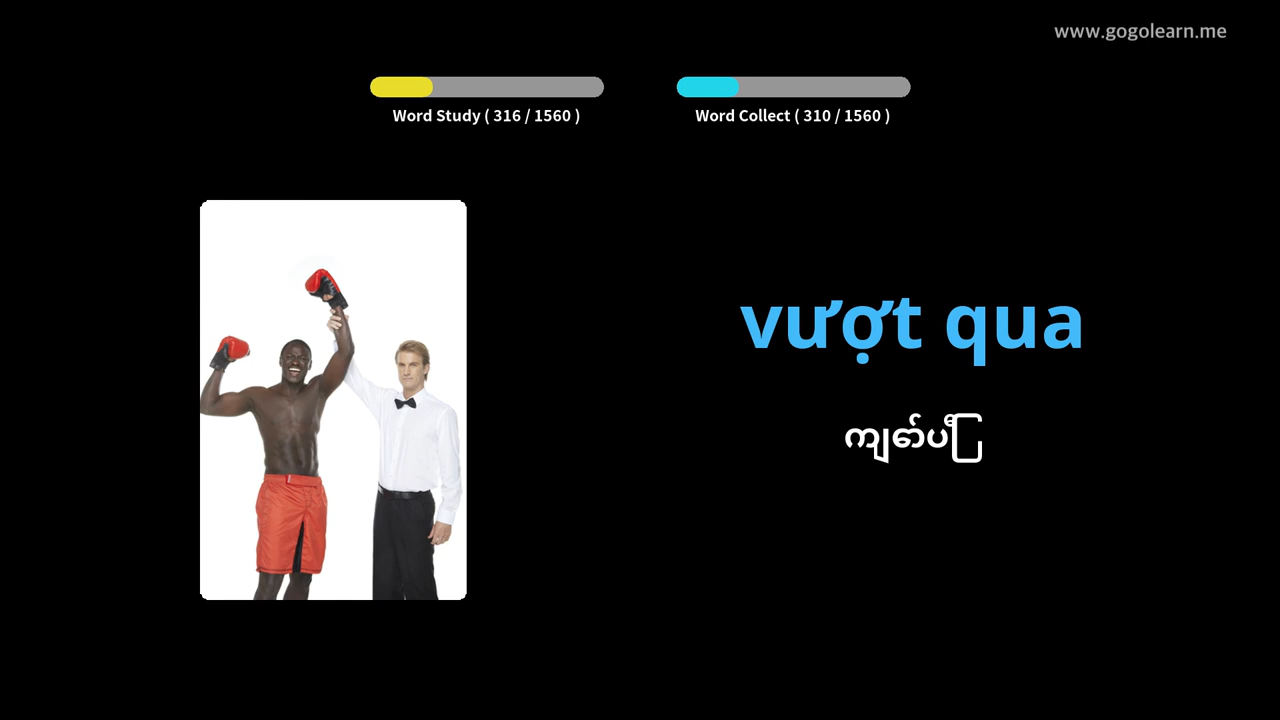 www.gogolearn.me
Word Study ( 316 / 1560 )
Word Collect ( 310 / 1560 )
vượt qua
ကျော်ပြီ